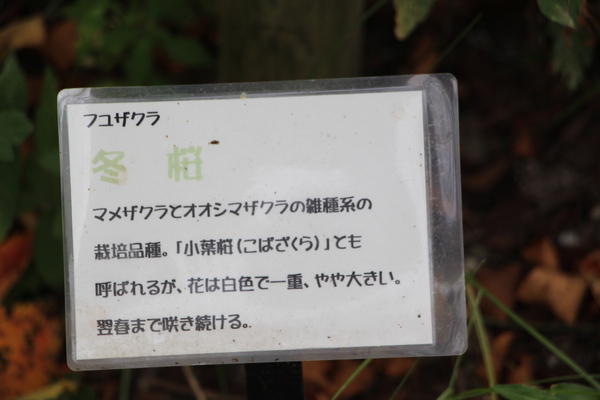 フユザクラ
冬 桜
マメザクラとオオシマザクラの雑種系の
栽培品種。「小葉桜(こばざくら)」とも
呼ばれるが、花は白色で一重、やや大きい。
翌春まで咲き続ける。